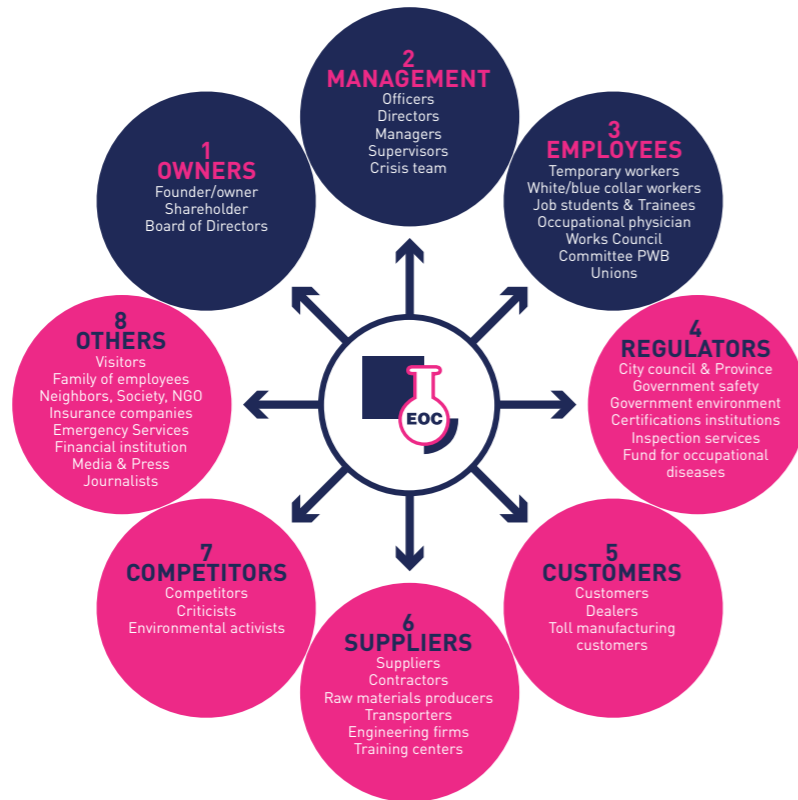 1
OWNERS
Founder/owner
Shareholder
Board of Directors
2
MANAGEMENT
Officers
Directors
Managers
Supervisors
Crisis team
3
EMPLOYEES
Temporary workers
White/blue collar workers
Job students & Trainees
Occupational physician
Works Council
Committee PWB
Unions
4
REGULATORS
City council & Province
Government safety
Government environment
Certifications institutions
Inspection services
Fund for occupational
diseases
5
CUSTOMERS
Customers
Dealers
Toll manufacturing
customers
6
SUPPLIERS
Suppliers
Contractors
Raw materials producers
Transporters
Engineering firms
Training centers
7
COMPETITORS
Competitors
Criticists
Environmental activists
8
OTHERS
Visitors
Family of employees
Neighbors, Society, NGO
Insurance companies
Emergency Services
Financial institution
Media & Press
Journalists
EOC